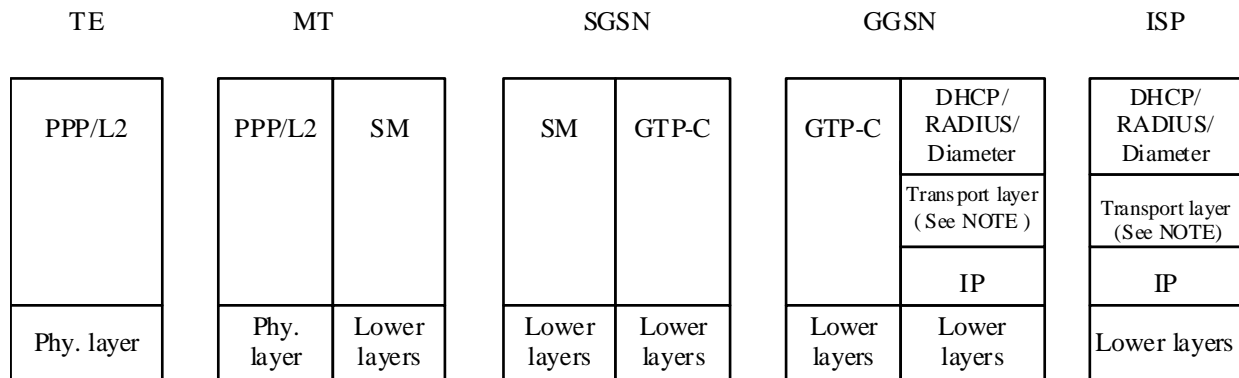 TE MT SGSN GGSN ISP
PPP/L2
Phy. layer
PPP/L2
Phy.
layer
SM
Lower
layers
SM
Lower
layers
GTP-C
Lower
layers
GTP-C
Lower
layers
DHCP/
RADIUS/
Diameter
Transport layer
( See NOTE )
IP
Lower
layers
DHCP/
RADIUS/
Diameter
Transport layer
(See NOTE)
IP
Lower layers